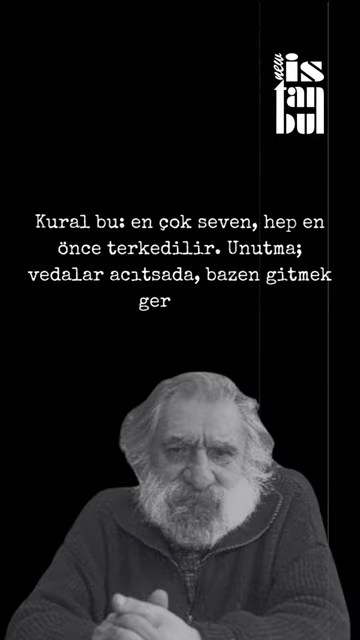 new
is
tan
bul
Kural bu: en çok seven, hep en
önce terkedilir. Unutma;
vedalar acıtsada, bazen gitmek
ger